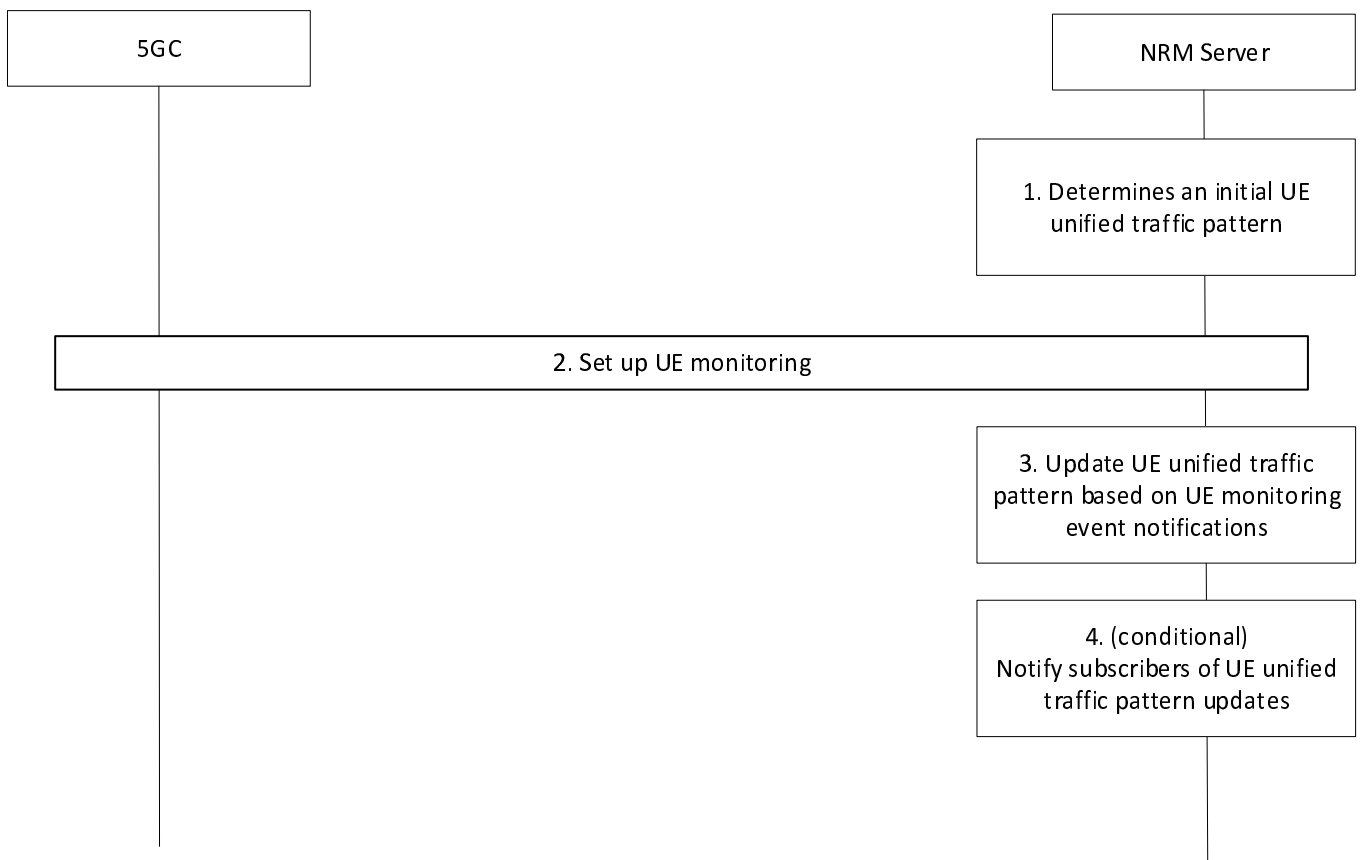 5GC
NRM Server
1. Determines an initial UE
unified traffic pattern
2. Set up UE monitoring
3. Update UE unified traffic
pattern based on UE monitoring
event notifications
4. (conditional)
Notify subscribers of UE unified
traffic pattern updates